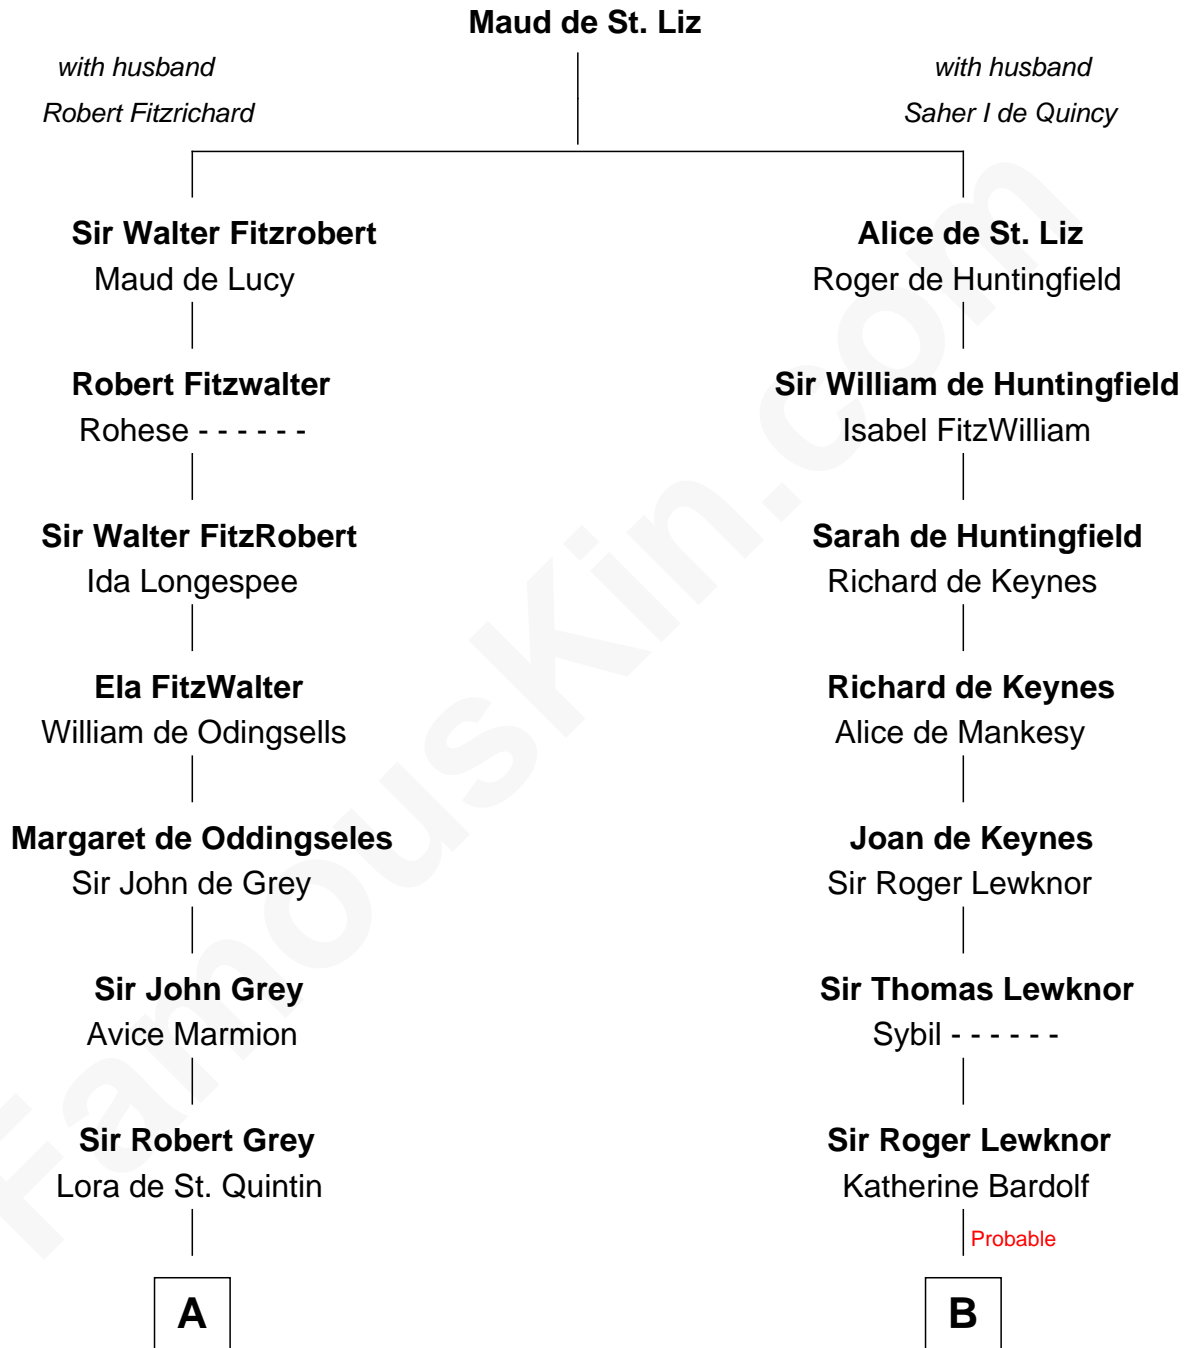 Maud de St. Liz
with husband
Robert Fitzrichard
with husband
Saher I de Quincy
Sir Walter Fitzrobert
Maud de Lucy
Alice de St. Liz
Roger de Huntingfield
Robert Fitzwalter
Rohese - - - - - -
Sir William de Huntingfield
Isabel FitzWilliam
Sir Walter FitzRobert
Ida Longespee
Sarah de Huntingfield
Richard de Keynes
Ela FitzWalter
William de Odingsells
Richard de Keynes
Alice de Mankesy
Margaret de Oddingseles
Sir John de Grey
Joan de Keynes
Sir Roger Lewknor
Sir John Grey
Avice Marmion
Sir Thomas Lewknor
Sybil - - - - - -
Sir Robert Grey
Lora de St. Quintin
Sir Roger Lewknor
Katherine Bardolf
Probable
A
B
FamousKin.com